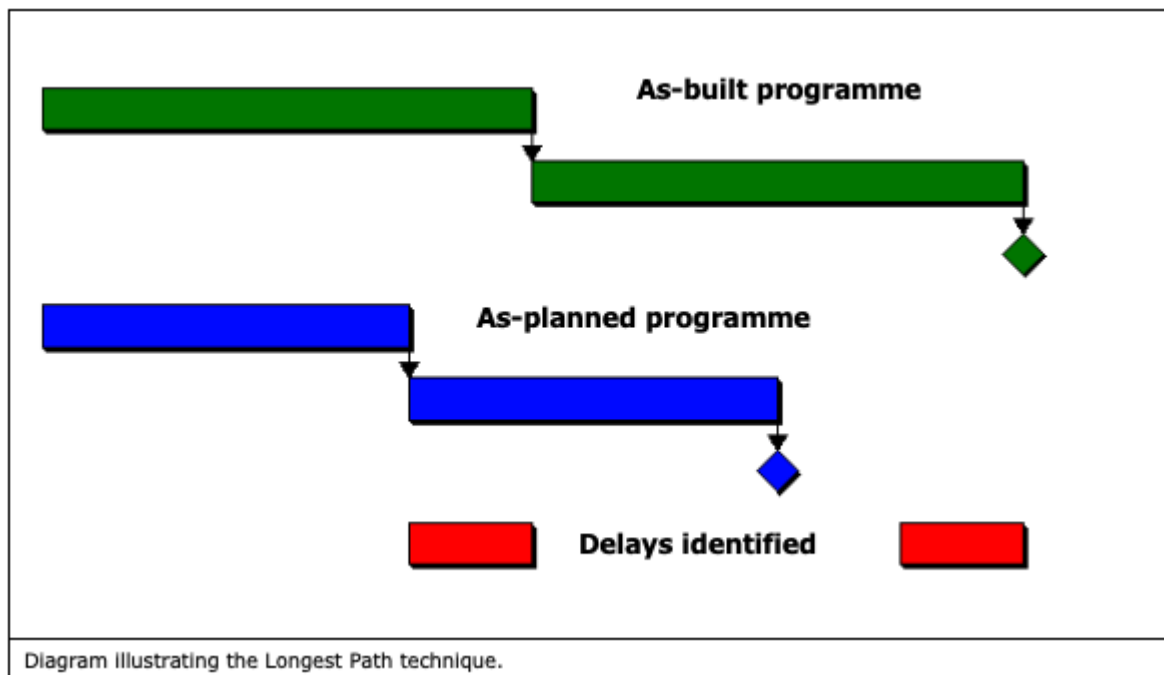 As-built programme
As-planned programme
Delays identified
Diagram illustrating the Longest Path technique.